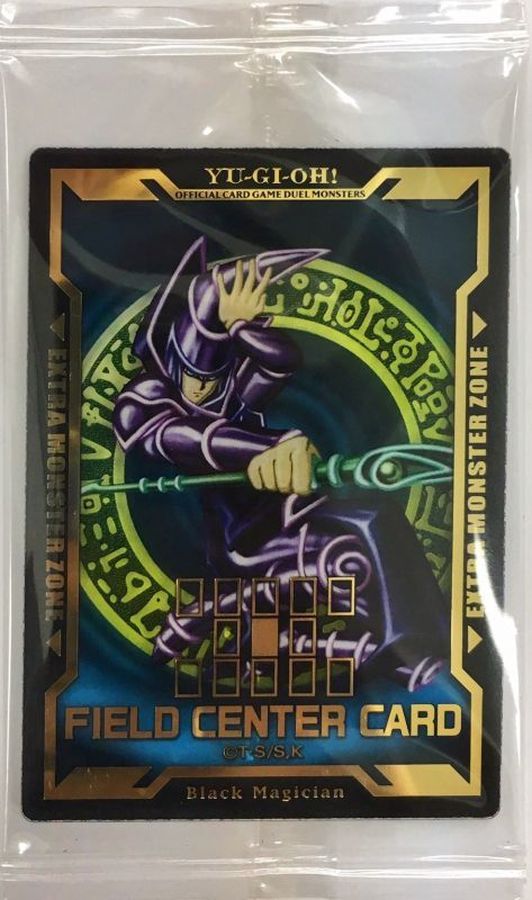 YU-GI-OH!
OFFICIAL CARD GAME DUEL MONSTERS
EXTRA MONSTER ZONE
EXTRA MONSTER ZONE
FIELD CENTER CARD
©T-S/S,K
Black Magician